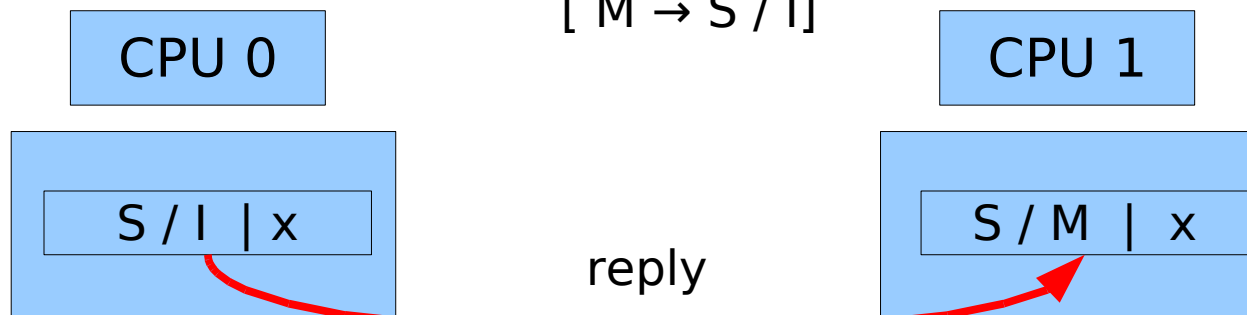 [ M → S / I]
CPU 0
CPU 1
S / I | x
S / M | x
reply